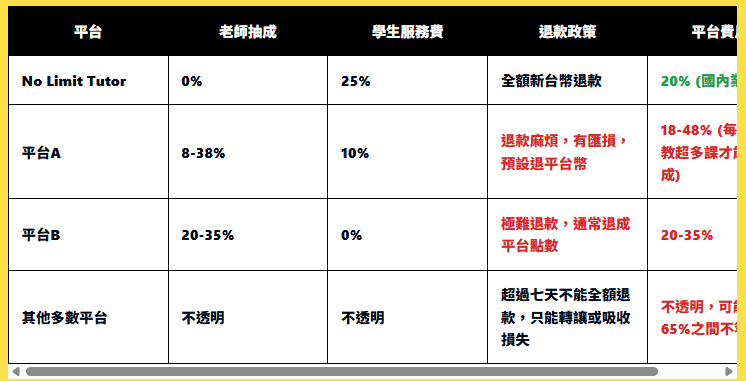 平台 老師抽成 學生服務費 退款政策 平台費
No Limit Tutor 0% 25% 全額新台幣退款 20% (國內
平台A 8-38% 10% 退款麻煩，有匯損， 18-48% (每
預設退平台幣 教超多課才
成)
平台B 20-35% 0% 極難退款，通常退成 20-35%
平台點數
其他多數平台 不透明 不透明 超過七天不能全額退
款，只能轉讓或吸收
損失
不透明，可
65%之間不